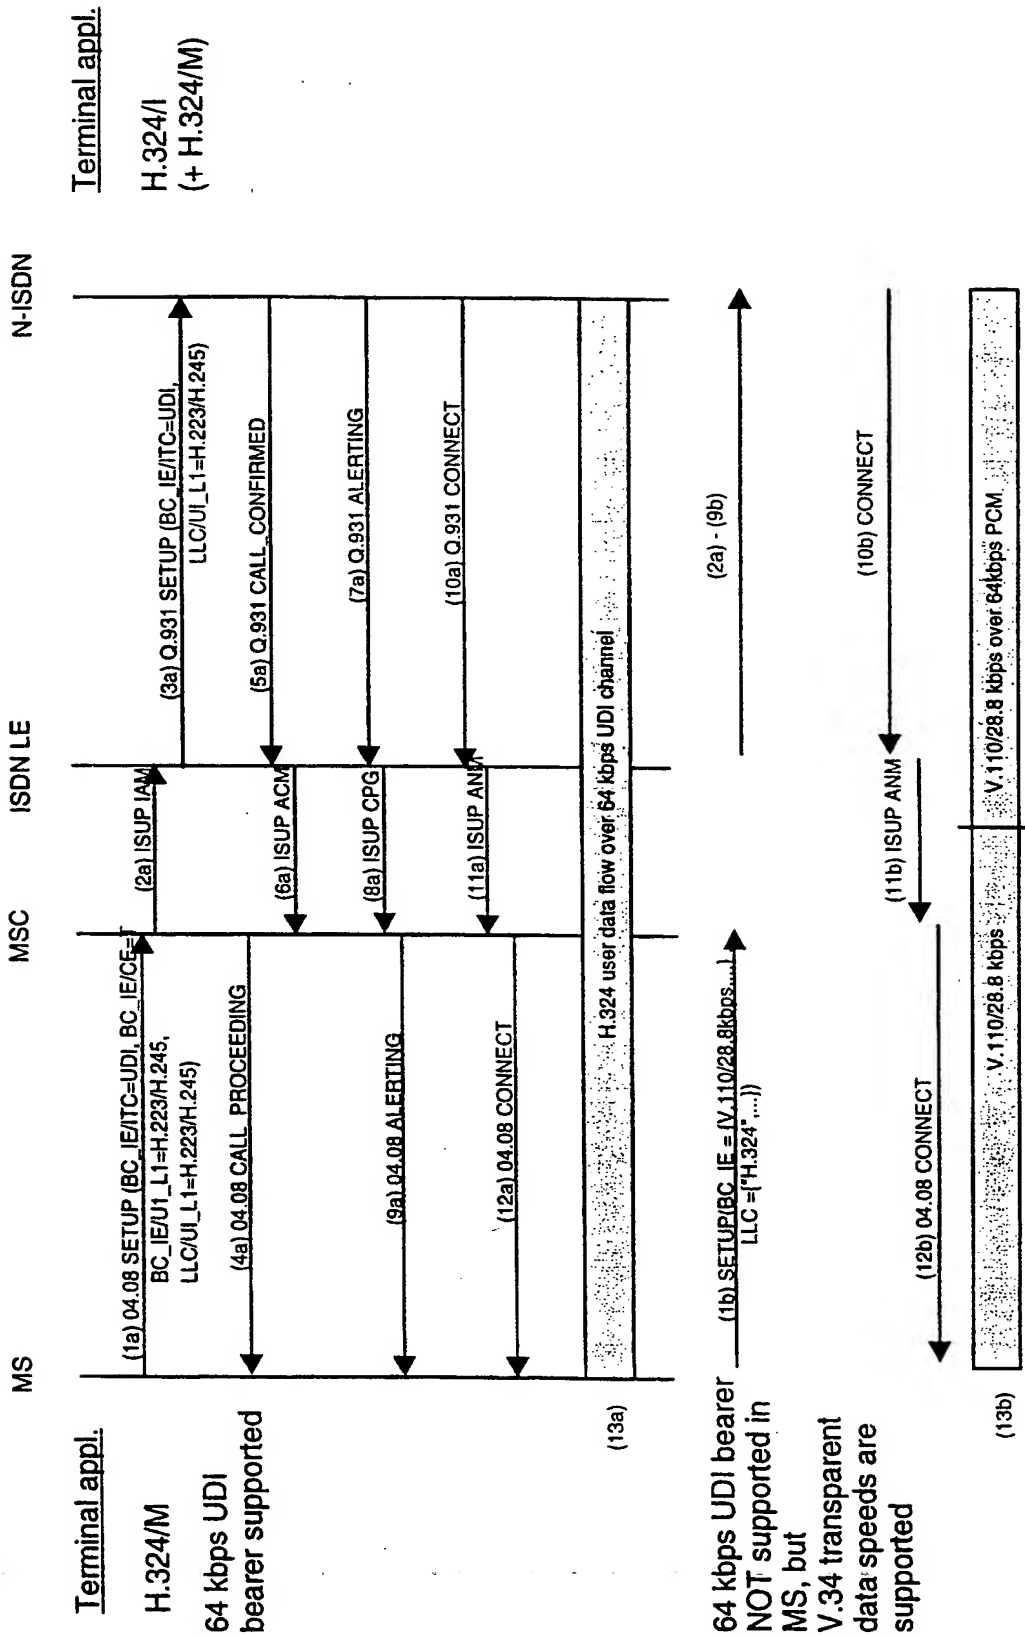 MS
MSC
ISDN LE
N-ISDN
Terminal appl.
Terminal appl.
H.324/M
64 kbps UDI
bearer supported
H.324/I
(+ H.324/M)
(1a) 04.08 SETUP (BC_IE/ITC=UDI, BC_IE/CE=T
BC_IE/U1_L1=H.223/H.245,
LLC/UI_L1=H.223/H.245)
(2a) ISUP IAM
(3a) Q.931 SETUP (BC_IE/ITC=UDI,
LLC/UI_L1=H.223/H.245)
(4a) 04.08 CALL_PROCEEDING
(5a) Q.931 CALL_CONFIRMED
(6a) ISUP ACM
(7a) Q.931 ALERTING
(8a) ISUP CPG
(9a) 04.08 ALERTING
(10a) Q.931 CONNECT
(11a) ISUP ANM
(12a) 04.08 CONNECT
(13a)
H.324 user data flow over 64 kbps UDI channel
64 kbps UDI bearer
NOT supported in
MS, but
V.34 transparent
data speeds are
supported
(1b) SETUP(BC_IE = {V.110/28.8kbps...}
LLC ={"H.324",...})
(2a) - (9b)
(10b) CONNECT
(11b) ISUP ANM
(12b) 04.08 CONNECT
(13b)
V.110/28.8 kbps
V.110/28.8 kbps over 64kbps PCM